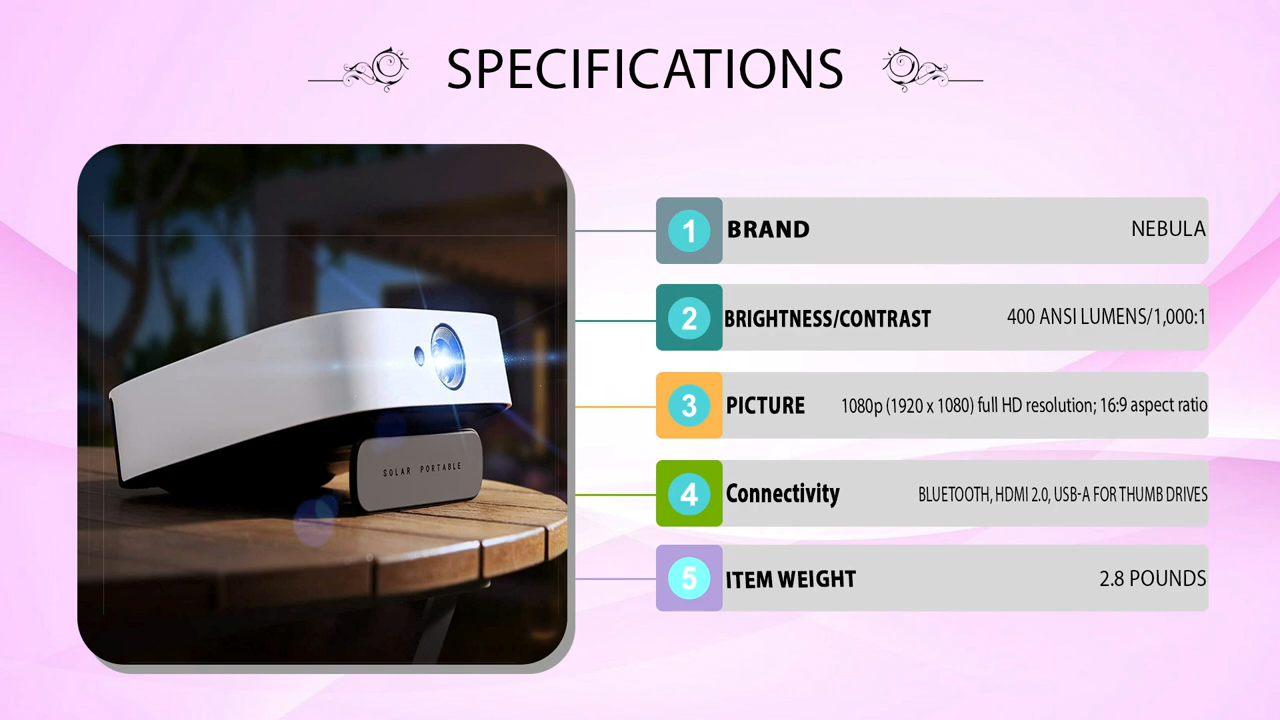 SPECIFICATIONS
SOLAR PORTABLE
1 BRAND NEBULA
2 BRIGHTNESS/CONTRAST 400 ANSI LUMENS/1,000:1
3 PICTURE 1080p (1920 x 1080) full HD resolution; 16:9 aspect ratio
4 Connectivity BLUETOOTH, HDMI 2.0, USB-A FOR THUMB DRIVES
5 ITEM WEIGHT 2.8 POUNDS